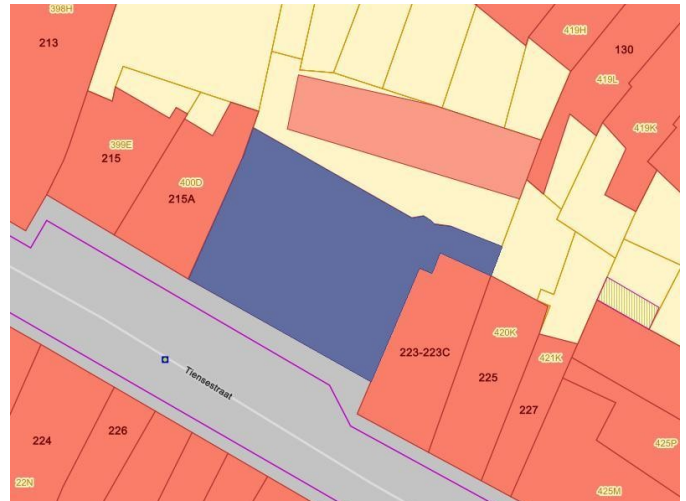 398H
213
419H
130
419L
419K
399E
215
400D
215A
223-223C
420K
225
421K
227
Tiensestraat
224
226
22N
425P
425M